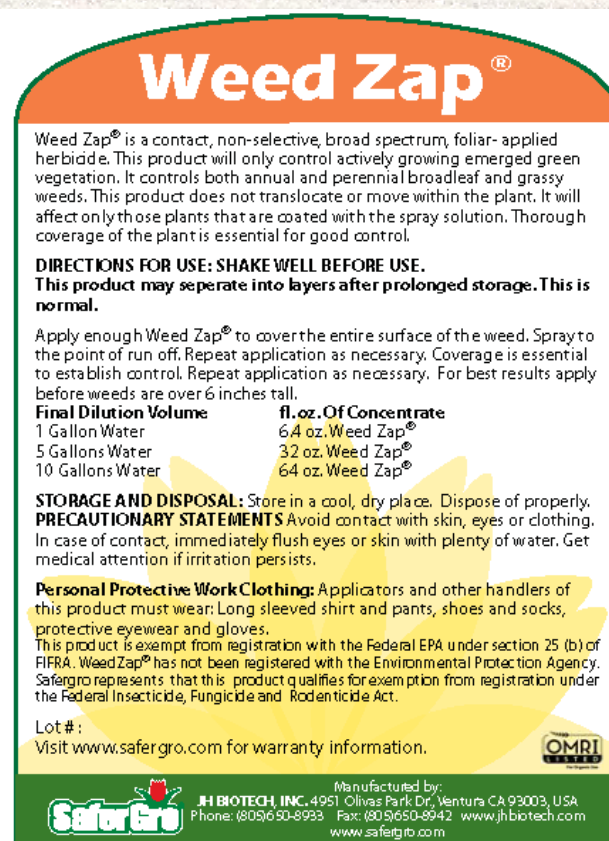 Weed Zap®
Weed Zap® is a contact, non-selective, broad spectrum, foliar- applied
herbicide. This product will only control actively growing emerged green
vegetation. It controls both annual and perennial broadleaf and grassy
weeds. This product does not translocate or move within the plant. It will
affect only those plants that are coated with the spray solution. Thorough
coverage of the plant is essential for good control.
DIRECTIONS FOR USE: SHAKE WELL BEFORE USE.
This product may seperate into layers after prolonged storage. This is
normal.
Apply enough Weed Zap® to cover the entire surface of the weed. Spray to
the point of run off. Repeat application as necessary. Coverage is essential
to establish control. Repeat application as necessary. For best results apply
before weeds are over 6 inches tall.
Final Dilution Volume fl. oz. Of Concentrate
1 Gallon Water 6.4 oz. Weed Zap®
5 Gallons Water 32 oz. Weed Zap®
10 Gallons Water 64 oz. Weed Zap®
STORAGE AND DISPOSAL: Store in a cool, dry place. Dispose of properly.
PRECAUTIONARY STATEMENTS Avoid contact with skin, eyes or clothing.
In case of contact, immediately flush eyes or skin with plenty of water. Get
medical attention if irritation persists.
Personal Protective Work Clothing: Applicators and other handlers of
this product must wear: Long sleeved shirt and pants, shoes and socks,
protective eyewear and gloves.
This product is exempt from registration with the Federal EPA under section 25 (b) of
FIFRA. Weed Zap® has not been registered with the Environmental Protection Agency.
Safergro represents that this product qualifies for exemption from registration under
the Federal Insecticide, Fungicide and Rodenticide Act.
Lot # :
Visit www.safergro.com for warranty information.
OMRI
LISTED
For Organic Use
SaferGro
Manufactured by:
JH BIOTECH, INC. 4951 Olivas Park Dr., Ventura CA 93003, USA
Phone: (805)650-8933 Fax: (805)650-8942 www.jhbiotech.com
www.safergro.com